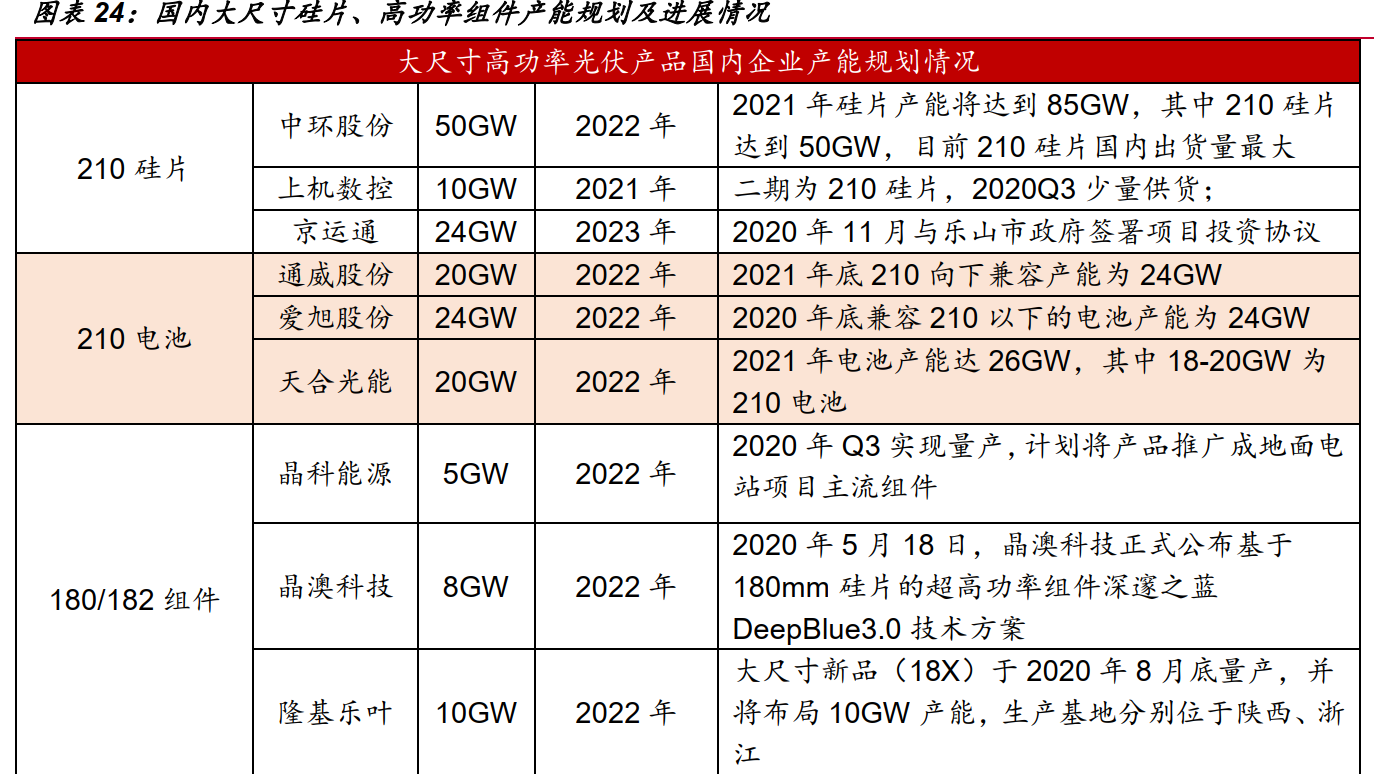 图表 24：国内大尺寸硅片、高功率组件产能规划及进展情况
大尺寸高功率光伏产品国内企业产能规划情况
210 硅片
中环股份
50GW
2022 年
2021 年硅片产能将达到 85GW，其中 210 硅片
达到 50GW，目前 210 硅片国内出货量最大
上机数控
10GW
2021 年
二期为 210 硅片，2020Q3 少量供货；
京运通
24GW
2023 年
2020 年 11 月与乐山市政府签署项目投资协议
210 电池
通威股份
20GW
2022 年
2021 年底 210 向下兼容产能为 24GW
爱旭股份
24GW
2022 年
2020 年底兼容 210 以下的电池产能为 24GW
天合光能
20GW
2022 年
2021 年电池产能达 26GW，其中 18-20GW 为
210 电池
180/182 组件
晶科能源
5GW
2022 年
2020 年 Q3 实现量产，计划将产品推广成地面电
站项目主流组件
晶澳科技
8GW
2022 年
2020 年 5 月 18 日，晶澳科技正式公布基于
180mm 硅片的超高功率组件深邃之蓝
DeepBlue3.0 技术方案
隆基乐叶
10GW
2022 年
大尺寸新品（18X）于 2020 年 8 月底量产，并
将布局 10GW 产能，生产基地分别位于陕西、浙
江